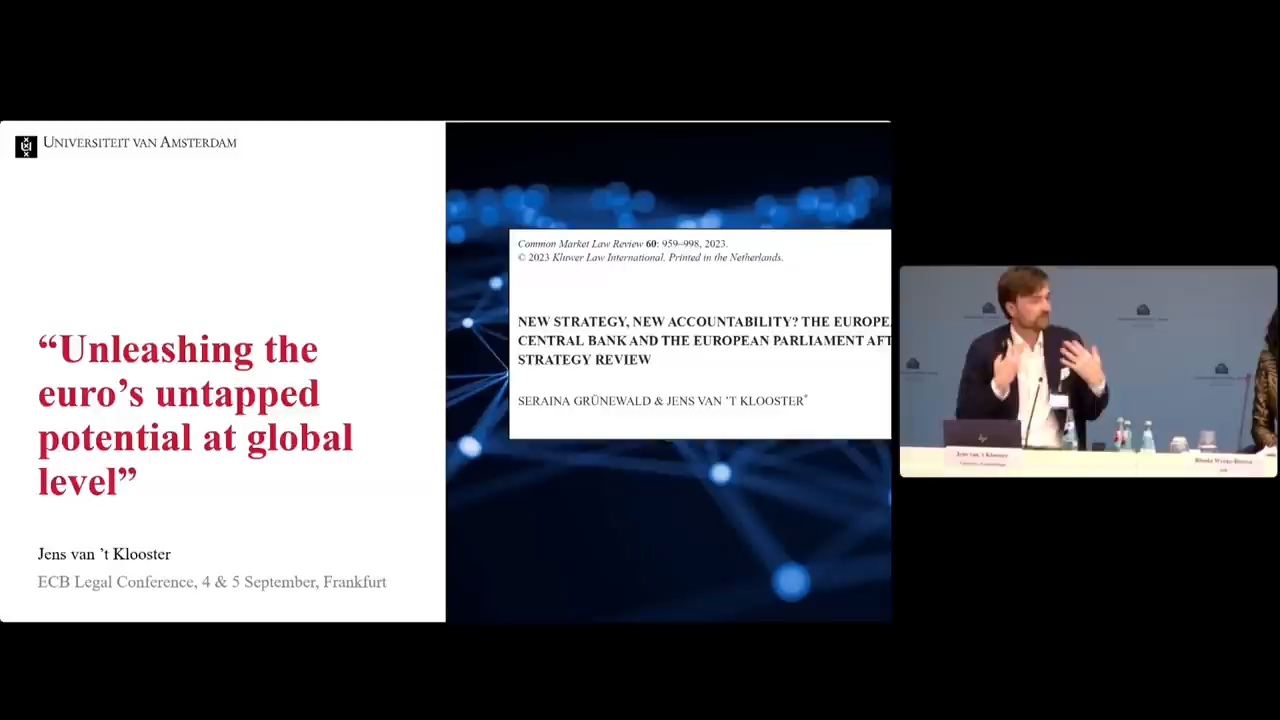 UNIVERSITEIT VAN AMSTERDAM
“Unleashing the
euro’s untapped
potential at global
level”
Jens van ’t Klooster
ECB Legal Conference, 4 & 5 September, Frankfurt
Common Market Law Review 60: 959–998, 2023.
© 2023 Kluwer Law International. Printed in the Netherlands.
NEW STRATEGY, NEW ACCOUNTABILITY? THE EUROPE
CENTRAL BANK AND THE EUROPEAN PARLIAMENT AFT
STRATEGY REVIEW
SERAINA GRÜNEWALD & JENS VAN ’T KLOOSTER*
Jens van 't Klooster